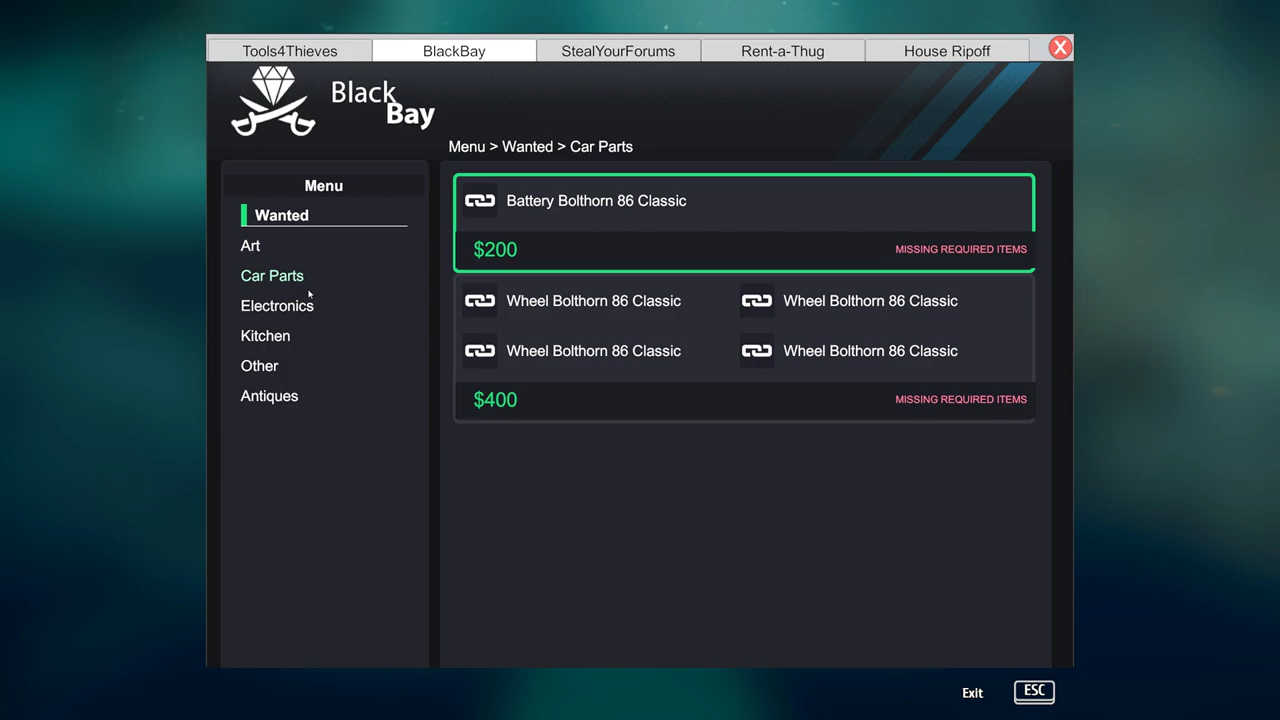 Tools4Thieves BlackBay StealYourForums Rent-a-Thug House Ripoff X
Black
Bay
Menu > Wanted > Car Parts
Menu
Wanted
Art
Car Parts
Electronics
Kitchen
Other
Antiques
Battery Bolthorn 86 Classic
$200 MISSING REQUIRED ITEMS
Wheel Bolthorn 86 Classic Wheel Bolthorn 86 Classic
Wheel Bolthorn 86 Classic Wheel Bolthorn 86 Classic
$400 MISSING REQUIRED ITEMS
Exit ESC